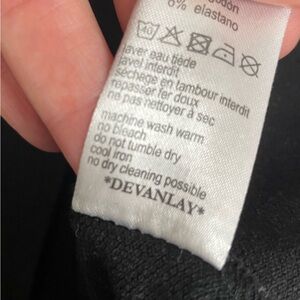 6% elastano
40
laver eau tiède
javel interdit
séchage en tambour interdit
repasser fer doux
ne pas nettoyer à sec
machine wash warm
no bleach
do not tumble dry
cool iron
no dry cleaning possible
*DEVANLAY*